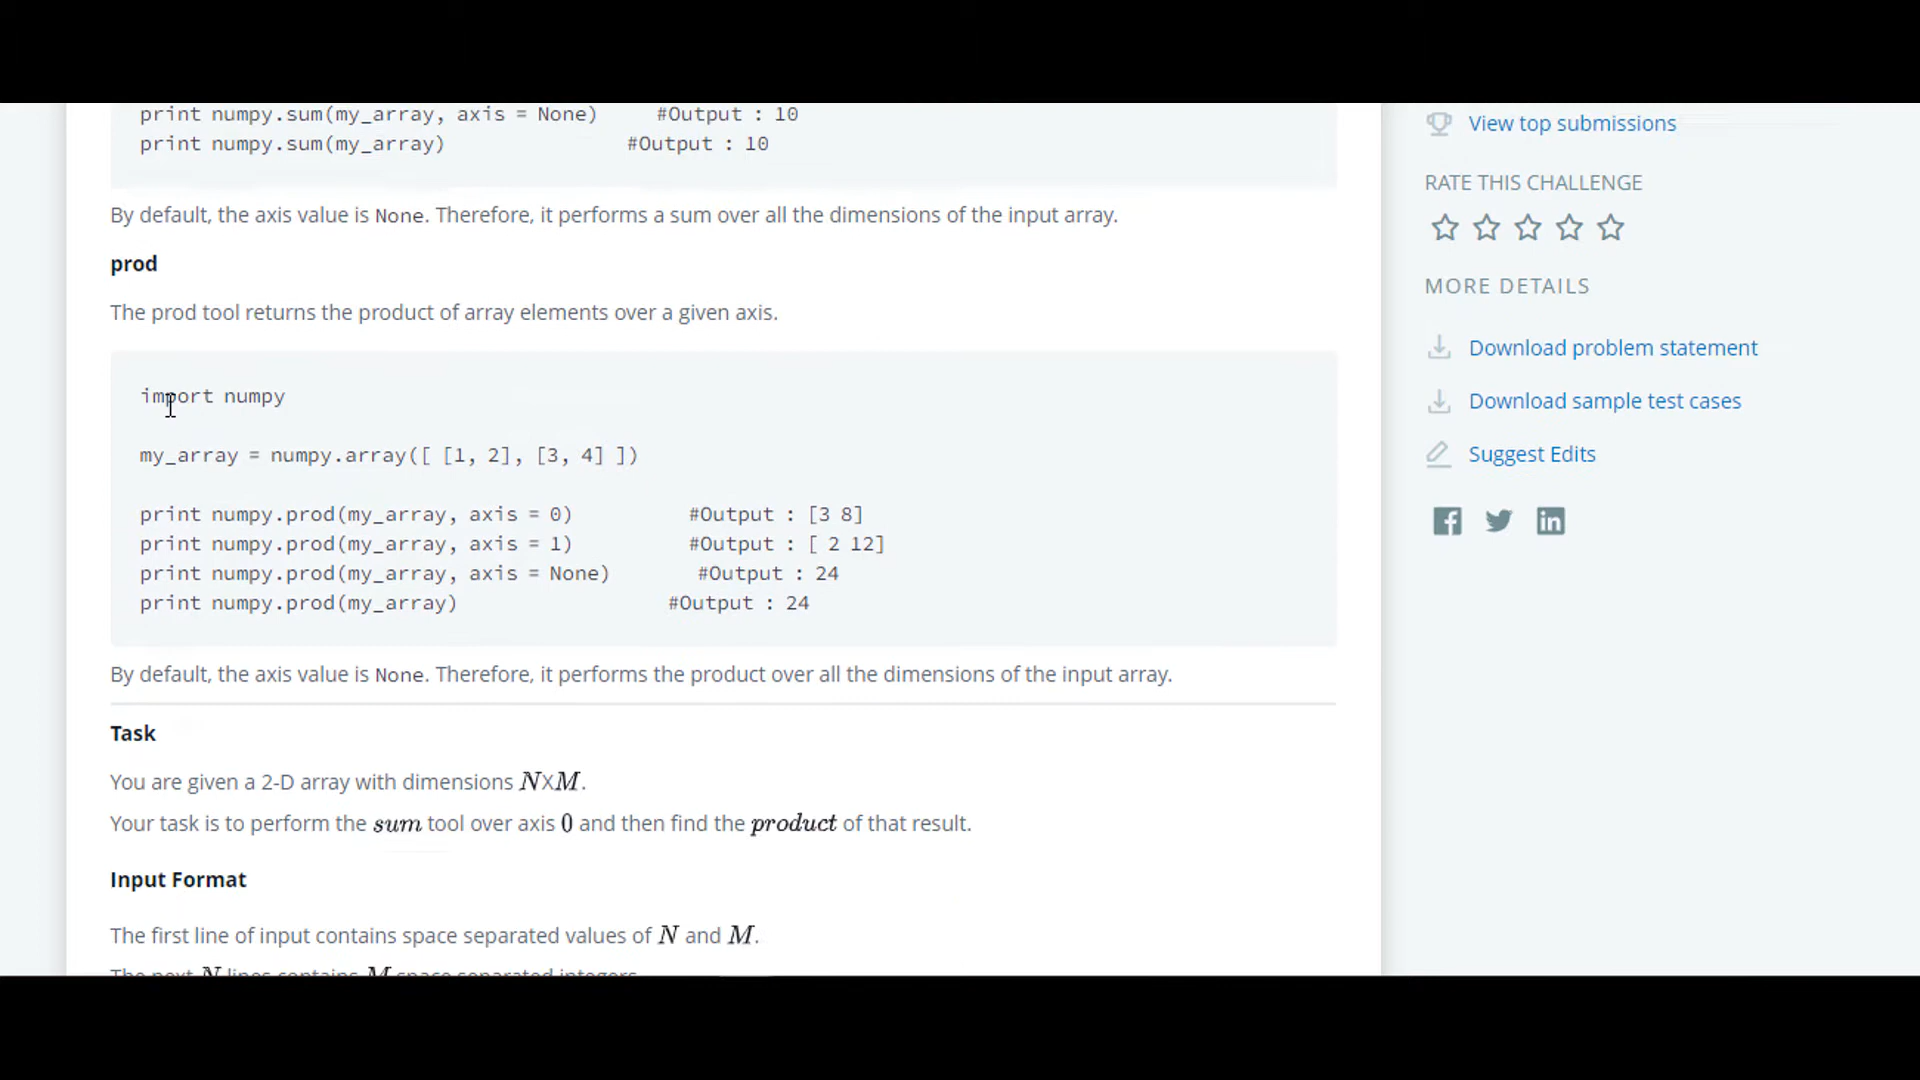 print numpy.sum(my_array, axis = None)     #Output : 10
print numpy.sum(my_array)               #Output : 10
By default, the axis value is None. Therefore, it performs a sum over all the dimensions of the input array.
prod
The prod tool returns the product of array elements over a given axis.
import numpy
my_array = numpy.array([ [1, 2], [3, 4] ])
print numpy.prod(my_array, axis = 0)          #Output : [3 8]
print numpy.prod(my_array, axis = 1)          #Output : [ 2 12]
print numpy.prod(my_array, axis = None)       #Output : 24
print numpy.prod(my_array)                 #Output : 24
By default, the axis value is None. Therefore, it performs the product over all the dimensions of the input array.
Task
You are given a 2-D array with dimensions NXM.
Your task is to perform the sum tool over axis 0 and then find the product of that result.
Input Format
The first line of input contains space separated values of N and M.
The next N lines contains M space separated integers.
View top submissions
RATE THIS CHALLENGE
MORE DETAILS
Download problem statement
Download sample test cases
Suggest Edits